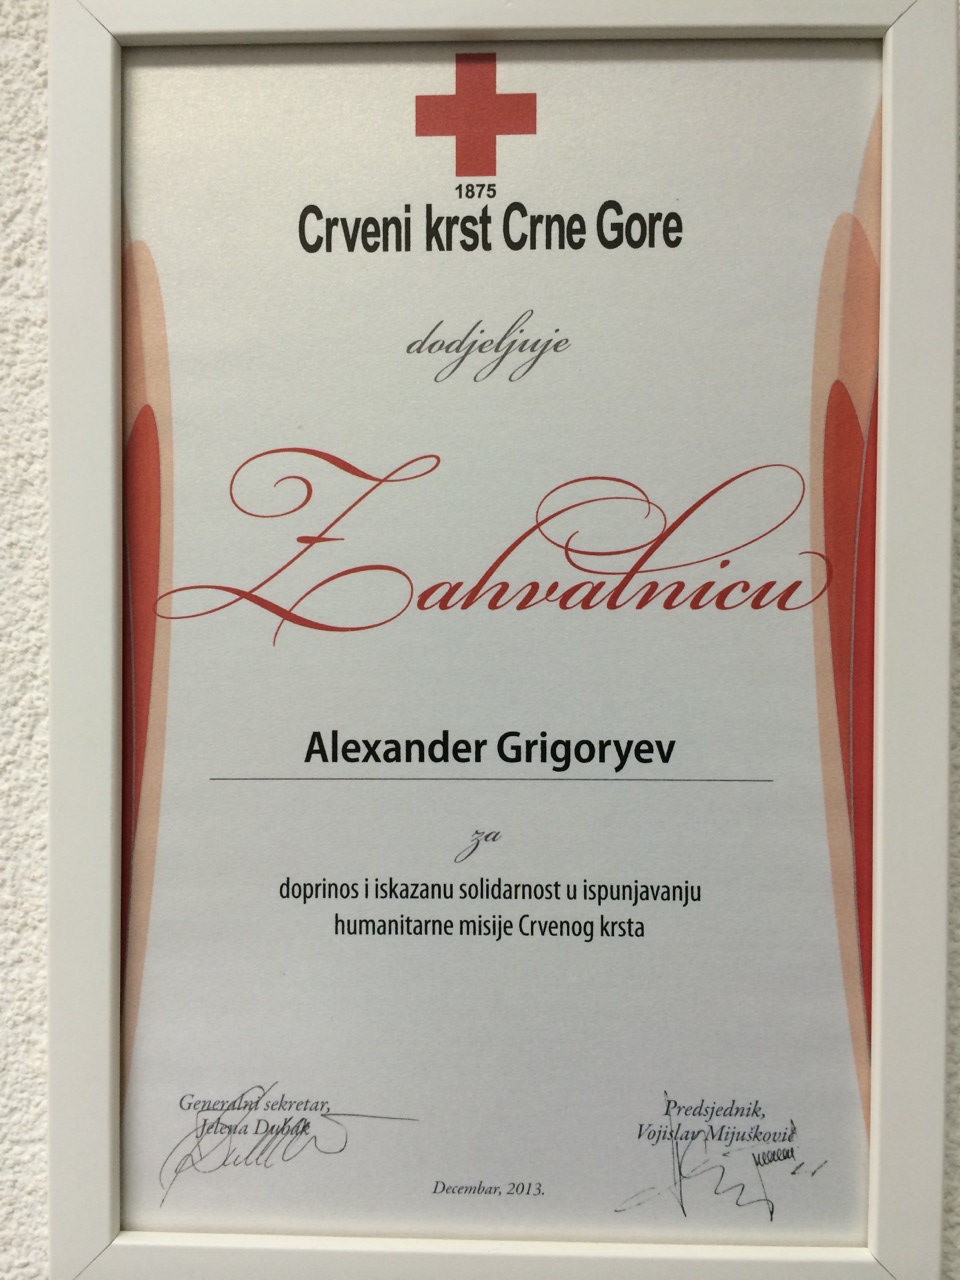 1875
Crveni krst Crne Gore
dodjeljuje
Zahvalnicu
Alexander Grigoryev
za
doprinos i iskazanu solidarnost u ispunjavanju
humanitarne misije Crvenog krsta
Generalni sekretar,
Jelena Dubak
Predsjednik,
Vojislav Mijušković
Decembar, 2013.